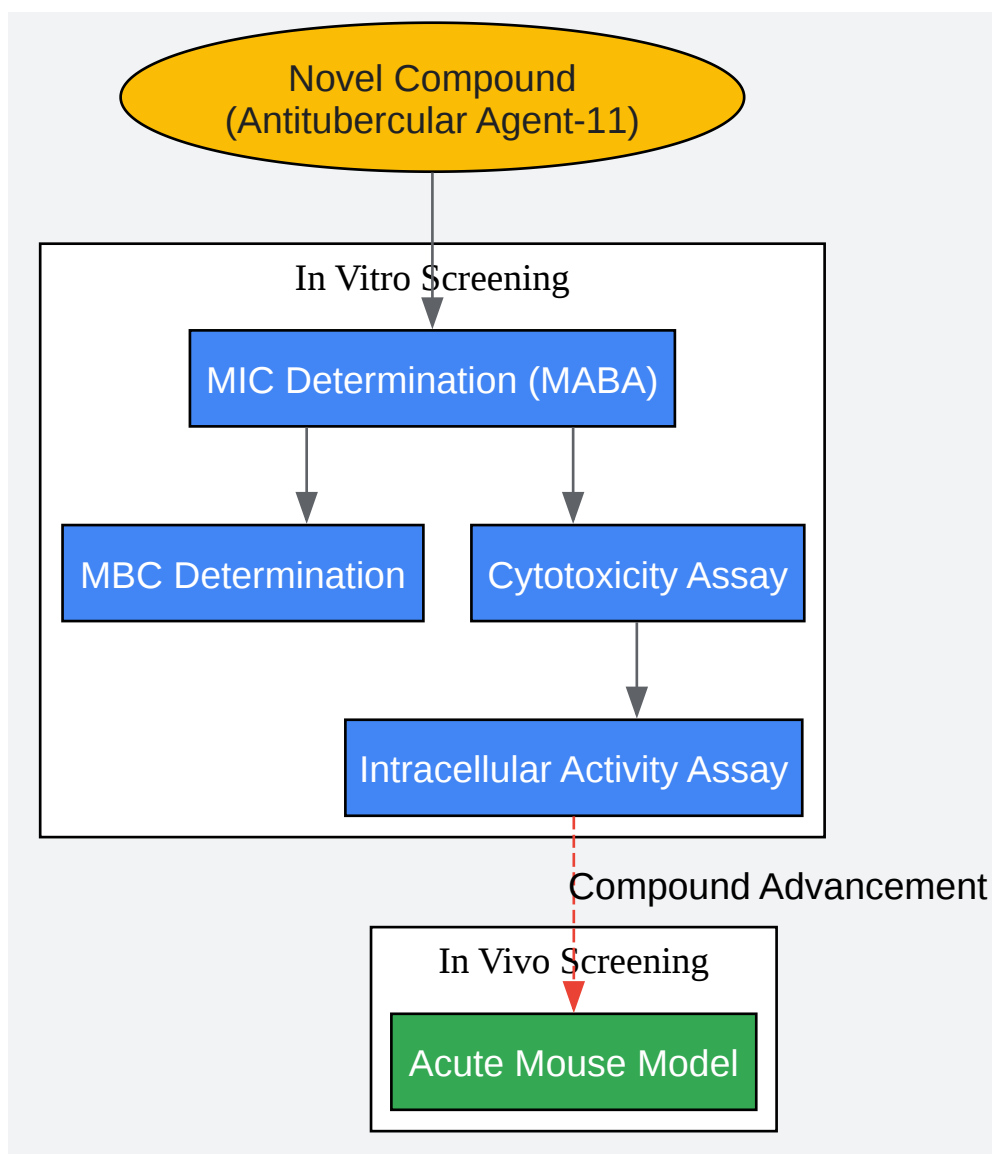 Novel Compound
(Antitubercular Agent-11)
In Vitro Screening
MIC Determination (MABA)
MBC Determination
Cytotoxicity Assay
Intracellular Activity Assay
Compound Advancement
In Vivo Screening
Acute Mouse Model